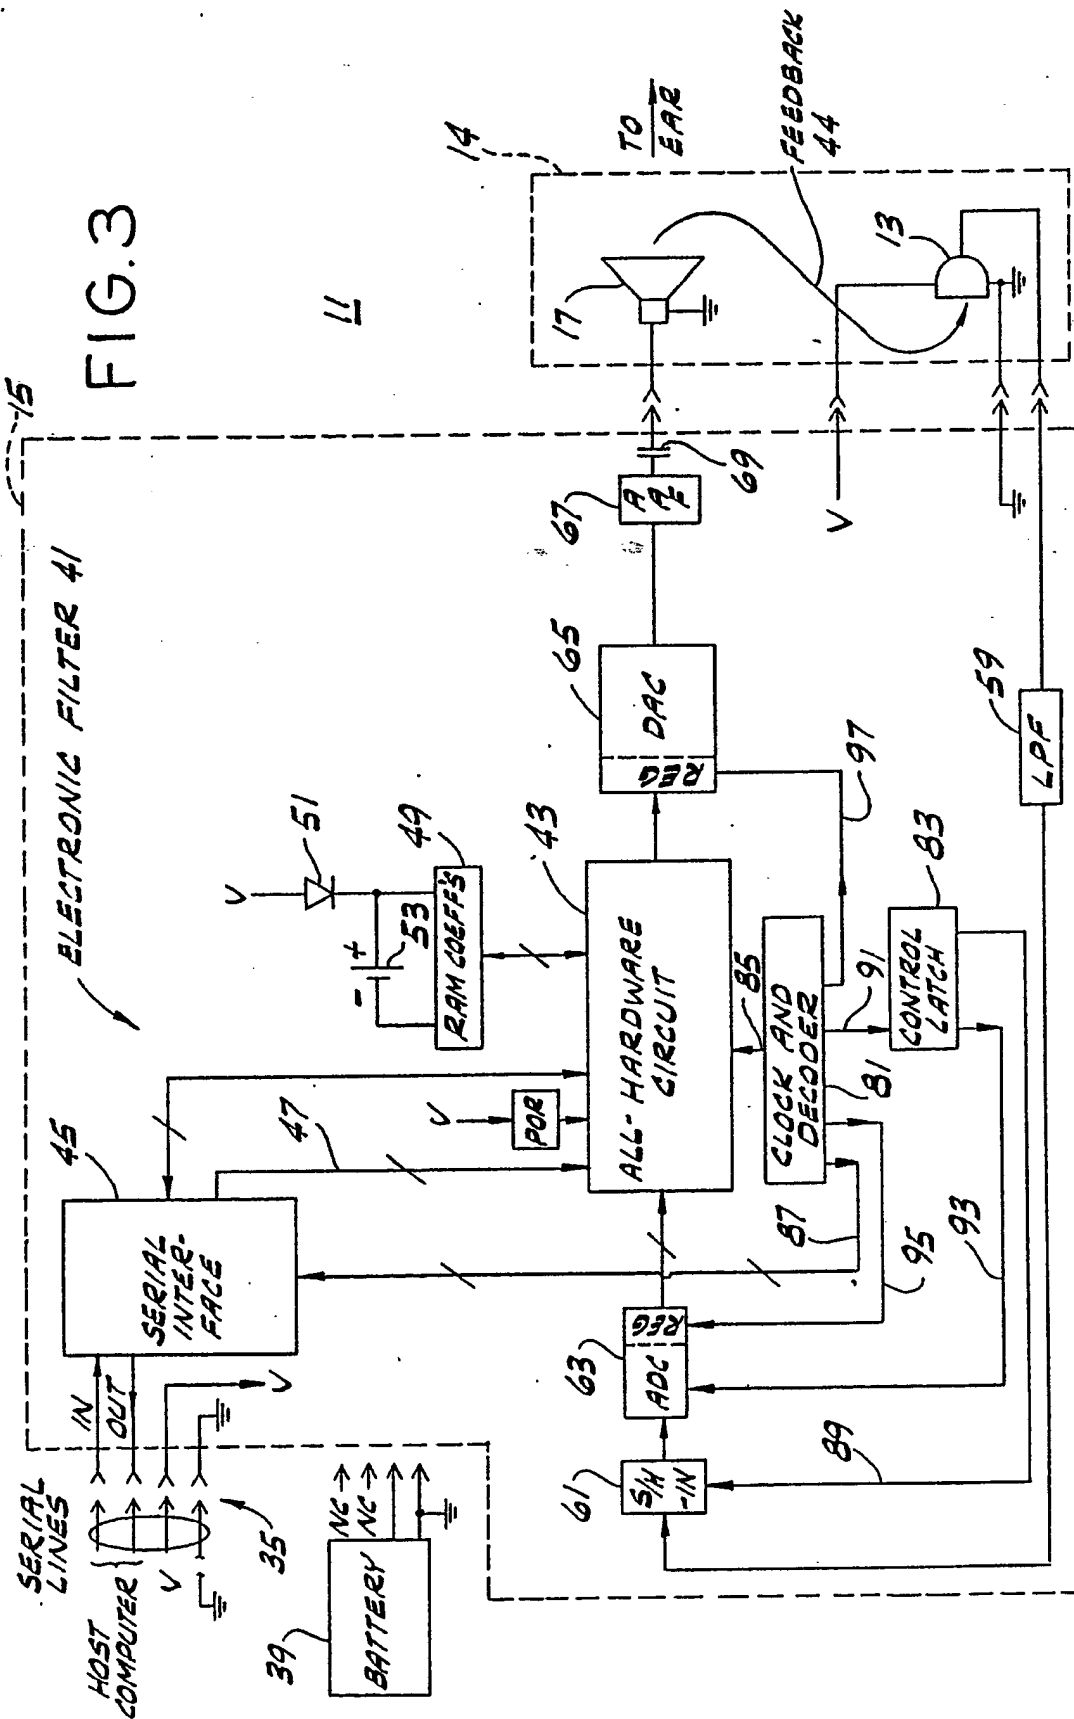 FIG.3
11
15
ELECTRONIC FILTER 41
SERIAL
LINES
HOST
COMPUTER
V
35
IN
OUT
V
45
SERIAL
INTER-
FACE
47
V
POR
V
51
+
-
53
49
RAM COEFF'S
43
ALL-HARDWARE
CIRCUIT
65
REG
DAC
67
A
A
F
69
14
17
TO
EAR
FEEDBACK
44
13
V
39
BATTERY
NC
NC
61
S/H
-IN
63
ADC
REG
85
CLOCK AND
DECODER
81
87
95
91
97
83
CONTROL
LATCH
93
89
59
LPF